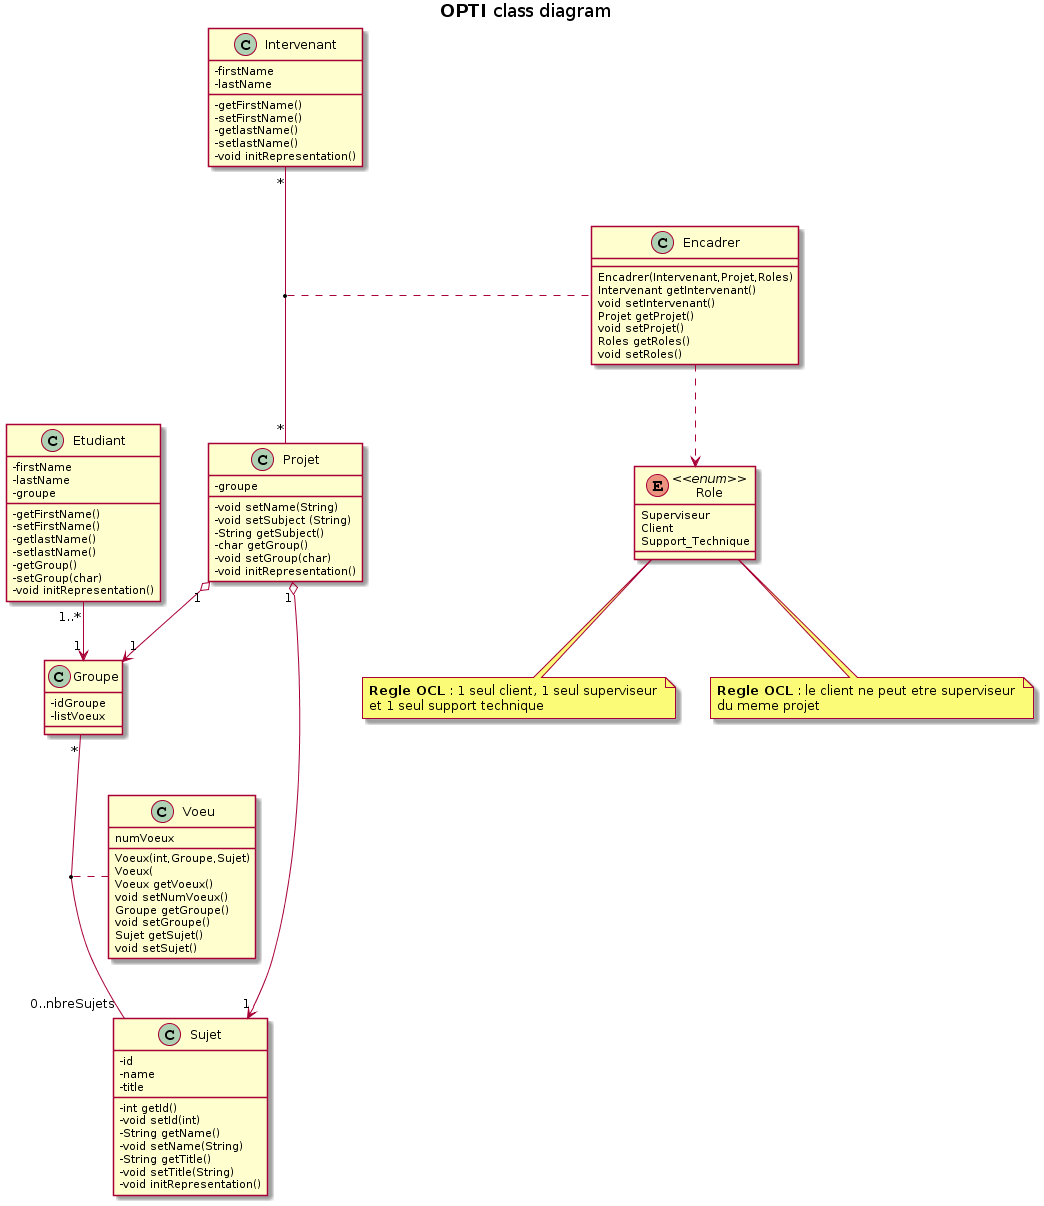 OPTI class diagram
C Intervenant
-firstName
-lastName
-getFirstName()
-setFirstName()
-getlastName()
-setlastName()
-void initRepresentation()
*
C Encadrer
Encadrer(Intervenant,Projet,Roles)
Intervenant getIntervenant()
void setIntervenant()
Projet getProjet()
void setProjet()
Roles getRoles()
void setRoles()
*
C Etudiant
-firstName
-lastName
-groupe
-getFirstName()
-setFirstName()
-getlastName()
-setlastName()
-getGroup()
-setGroup(char)
-void initRepresentation()
C Projet
-groupe
-void setName(String)
-void setSubject (String)
-String getSubject()
-char getGroup()
-void setGroup(char)
-void initRepresentation()
E <<enum>>
Role
Superviseur
Client
Support_Technique
1
1
1..*
1
1
C Groupe
-idGroupe
-listVoeux
Regle OCL : 1 seul client, 1 seul superviseur
et 1 seul support technique
Regle OCL : le client ne peut etre superviseur
du meme projet
*
C Voeu
numVoeux
Voeux(int,Groupe,Sujet)
Voeux(
Voeux getVoeux()
void setNumVoeux()
Groupe getGroupe()
void setGroupe()
Sujet getSujet()
void setSujet()
0..nbreSujets
1
C Sujet
-id
-name
-title
-int getId()
-void setId(int)
-String getName()
-void setName(String)
-String getTitle()
-void setTitle(String)
-void initRepresentation()